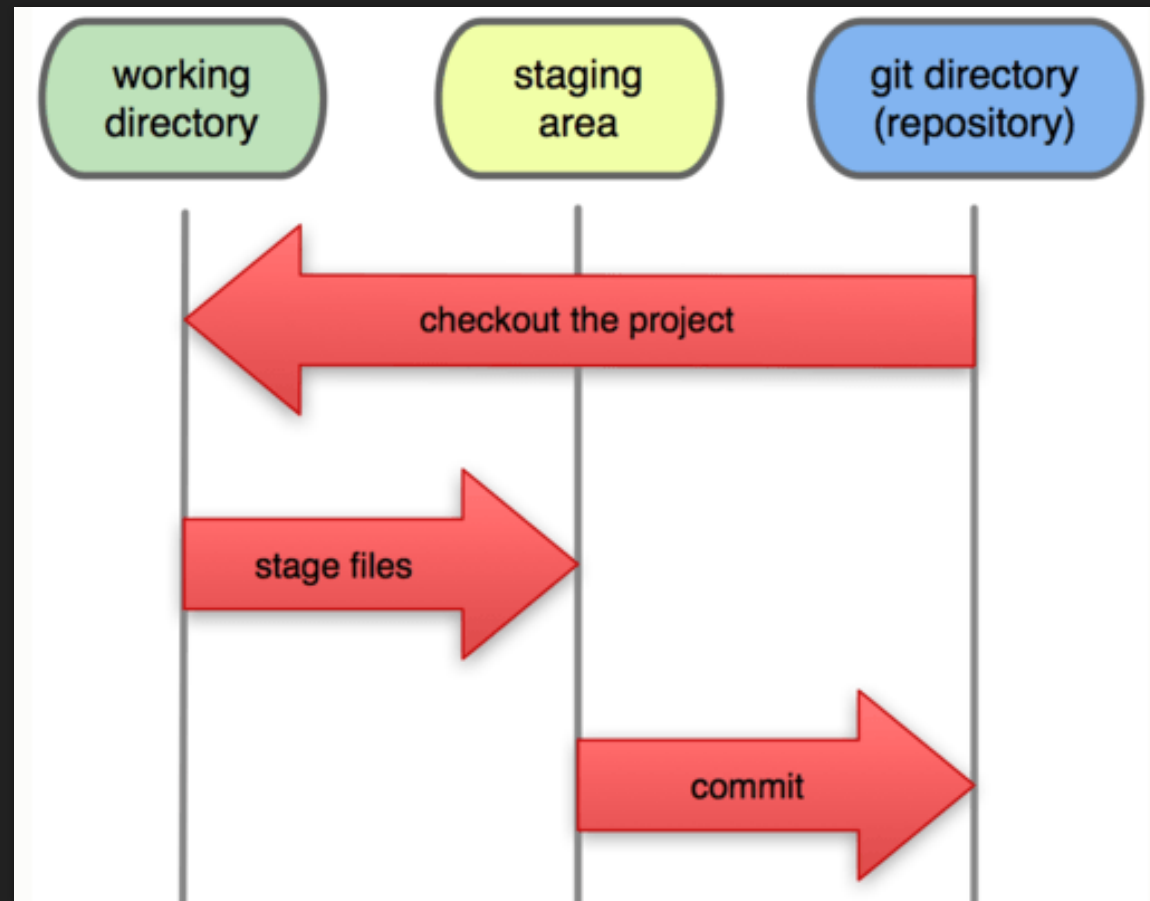 working
directory
staging
area
git directory
(repository)
checkout the project
stage files
commit